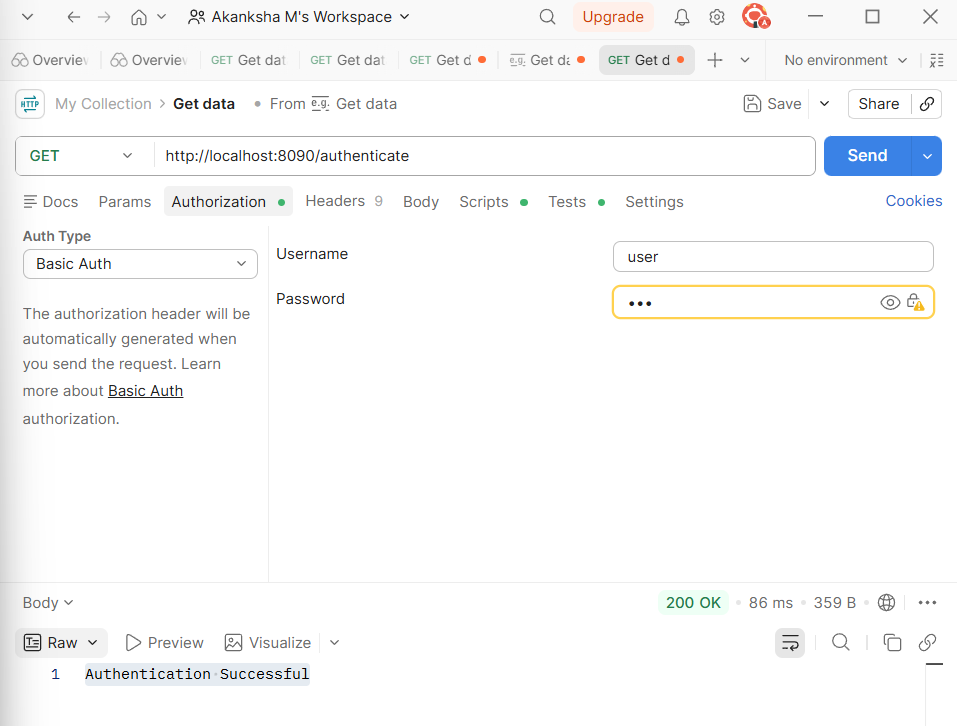 Akanksha M's Workspace Upgrade
Overview Overview GET Get dat GET Get dat GET Get d e.g. Get da GET Get d No environment
HTTP My Collection > Get data • From e.g. Get data Save Share
GET http://localhost:8090/authenticate Send
Docs Params Authorization Headers 9 Body Scripts Tests Settings Cookies
Auth Type
Basic Auth
Username user
Password •••
The authorization header will be
automatically generated when
you send the request. Learn
more about Basic Auth
authorization.
Body 200 OK • 86 ms • 359 B •
Raw Preview Visualize
1 Authentication Successful